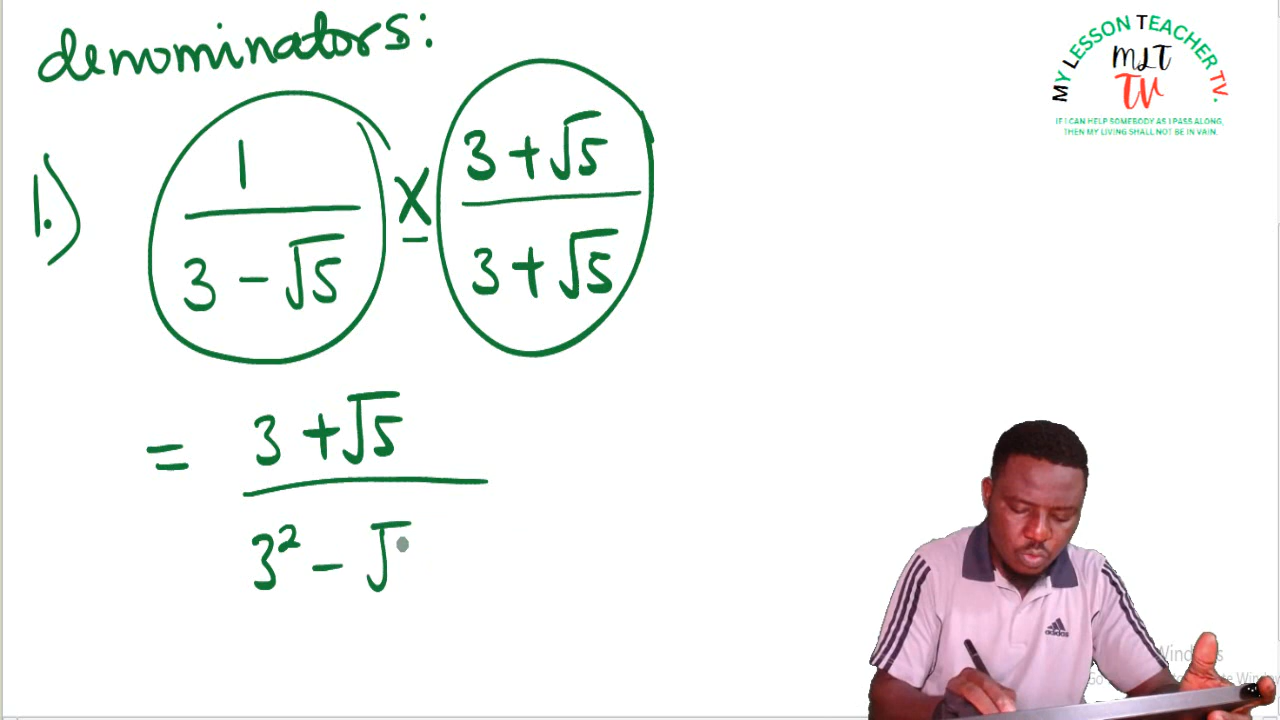 denominators:
1.) 1/(3 - √5) × (3 + √5)/(3 + √5)
= (3 + √5)/(3² - √
MY LESSON TEACHER TV.
MLT
TV
IF I CAN HELP SOMEBODY AS I PASS ALONG,
THEN MY LIVING SHALL NOT BE IN VAIN.
adidas